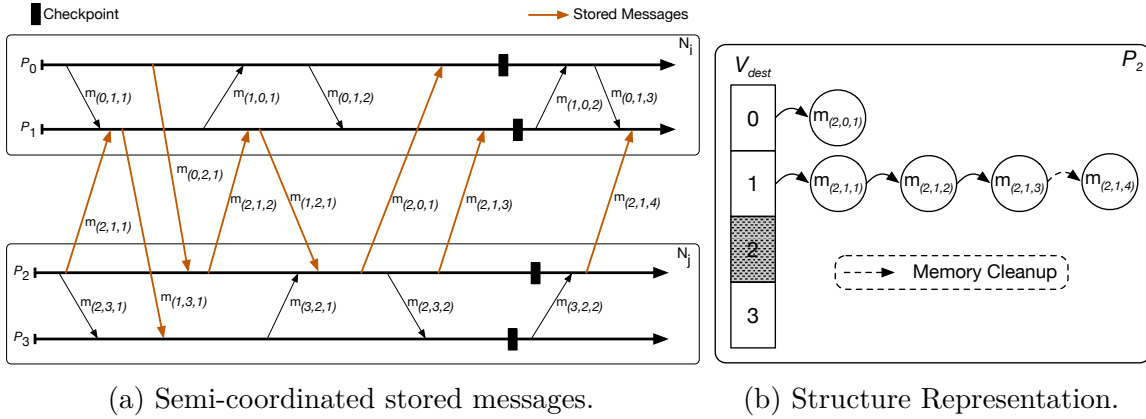 Checkpoint
Stored Messages
N_i
P_0
m_(0,1,1)
m_(1,0,1)
m_(0,1,2)
m_(1,0,2)
m_(0,1,3)
P_1
m_(0,2,1)
m_(2,1,1)
m_(2,1,2)
m_(1,2,1)
m_(2,0,1)
m_(2,1,3)
m_(2,1,4)
N_j
P_2
m_(2,3,1)
m_(1,3,1)
m_(3,2,1)
m_(2,3,2)
m_(3,2,2)
P_3
(a) Semi-coordinated stored messages.
P_2
V_dest
0
m_(2,0,1)
1
m_(2,1,1)
m_(2,1,2)
m_(2,1,3)
m_(2,1,4)
2
Memory Cleanup
3
(b) Structure Representation.